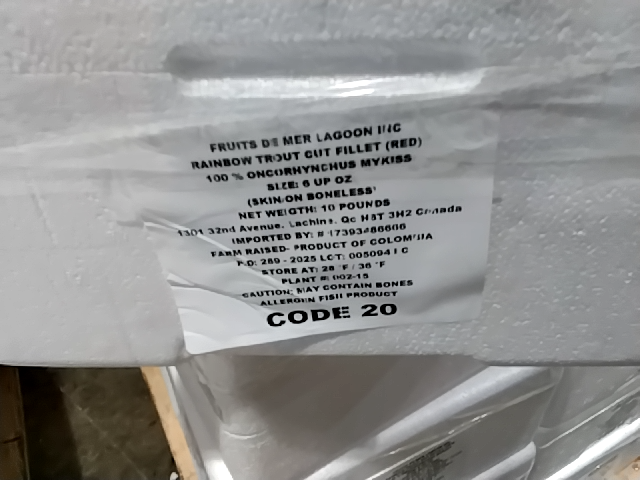 FRUITS DE MER LAGOON INC
RAINBOW TROUT CUT FILLET (RED)
100 % ONCORHYNCHUS MYKISS
SIZE: 6 UP OZ
(SKIN-ON BONELESS)
NET WEIGTH: 10 POUNDS
1301 32nd Avenue, Lachine, Qc H8T 3H2 Canada
IMPORTED BY: #
FARM RAISED- PRODUCT OF COLOMBIA
P.O: 289 - 2025 LOT: 005094
STORE AT: 28 °F / 36 °F
PLANT #: 002-15
CAUTION: MAY CONTAIN BONES
ALLERGEN FISH PRODUCT
CODE 20